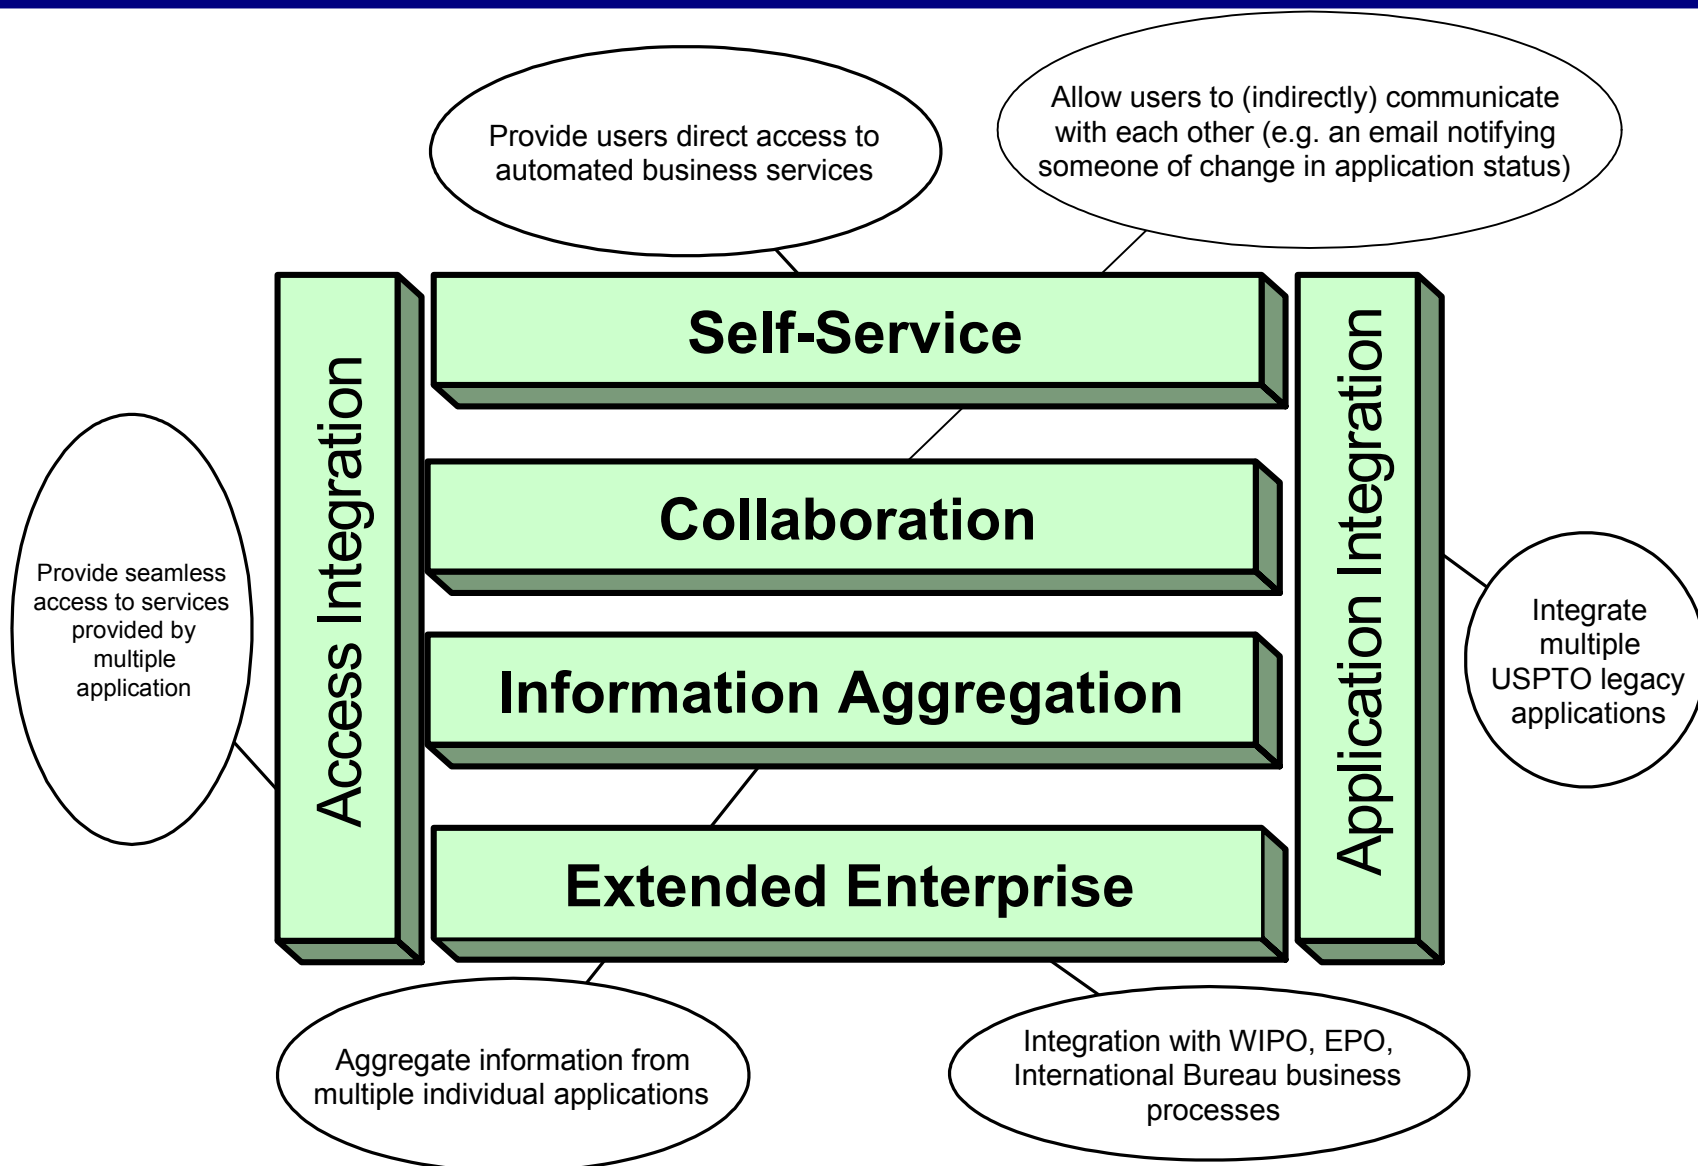 Provide users direct access to
automated business services
Allow users to (indirectly) communicate
with each other (e.g. an email notifying
someone of change in application status)
Self-Service
Access Integration
Application Integration
Collaboration
Provide seamless
access to services
provided by
multiple
application
Integrate
multiple
USPTO legacy
applications
Information Aggregation
Extended Enterprise
Aggregate information from
multiple individual applications
Integration with WIPO, EPO,
International Bureau business
processes